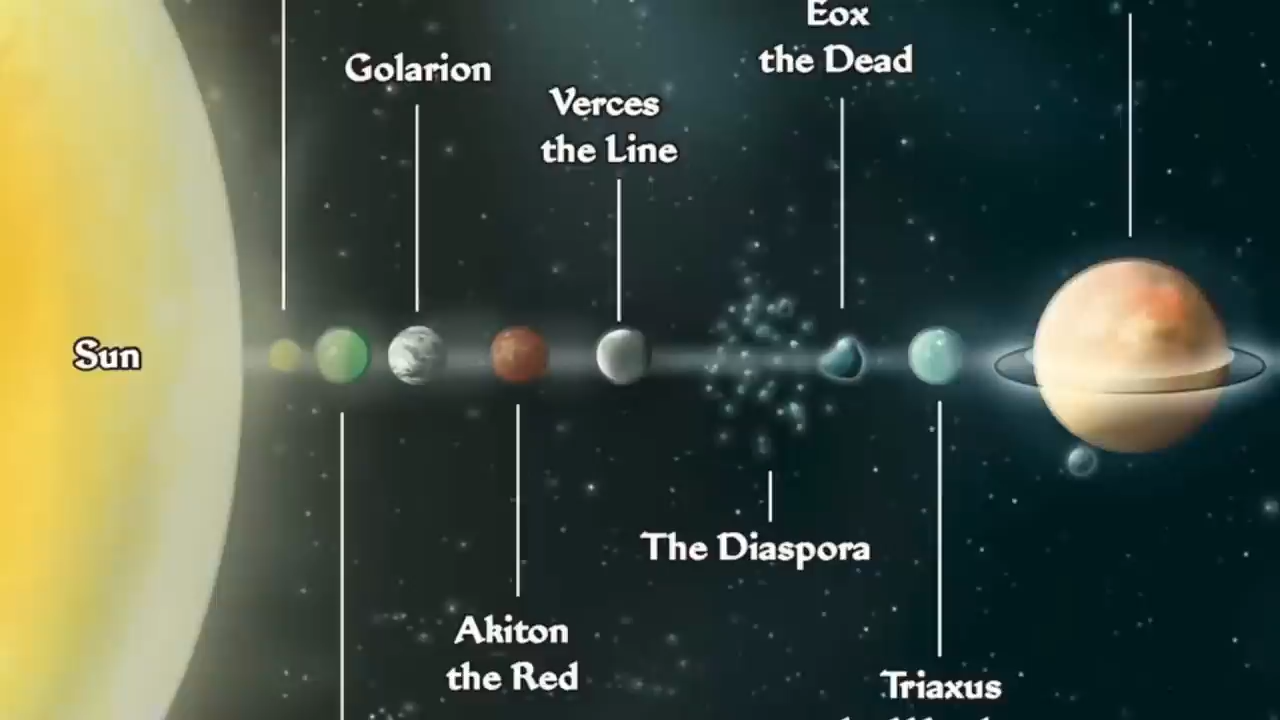 Eox
the Dead
Golarion
Verces
the Line
Sun
The Diaspora
Akiton
the Red
Triaxus